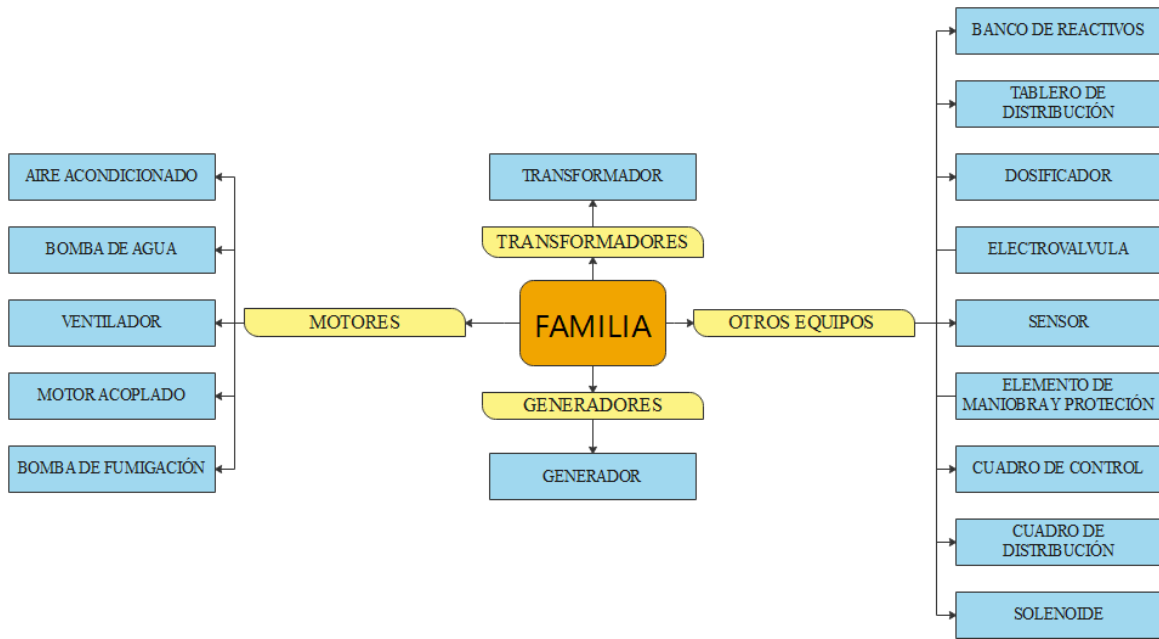 AIRE ACONDICIONADO
BOMBA DE AGUA
VENTILADOR
MOTOR ACOPLADO
BOMBA DE FUMIGACIÓN
MOTORES
TRANSFORMADOR
TRANSFORMADORES
FAMILIA
GENERADORES
GENERADOR
OTROS EQUIPOS
BANCO DE REACTIVOS
TABLERO DE
DISTRIBUCIÓN
DOSIFICADOR
ELECTROVALVULA
SENSOR
ELEMENTO DE
MANIOBRA Y PROTECIÓN
CUADRO DE CONTROL
CUADRO DE
DISTRIBUCIÓN
SOLENOIDE